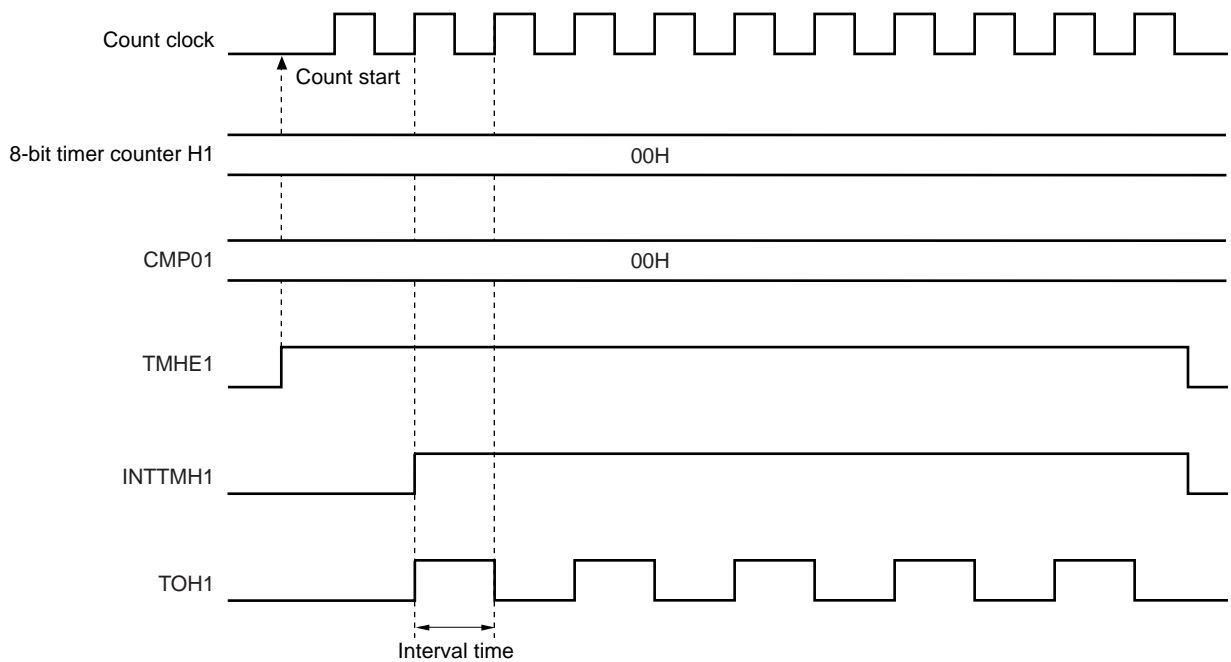 Count clock
Count start
8-bit timer counter H1
00H
CMP01
00H
TMHE1
INTTMH1
TOH1
Interval time